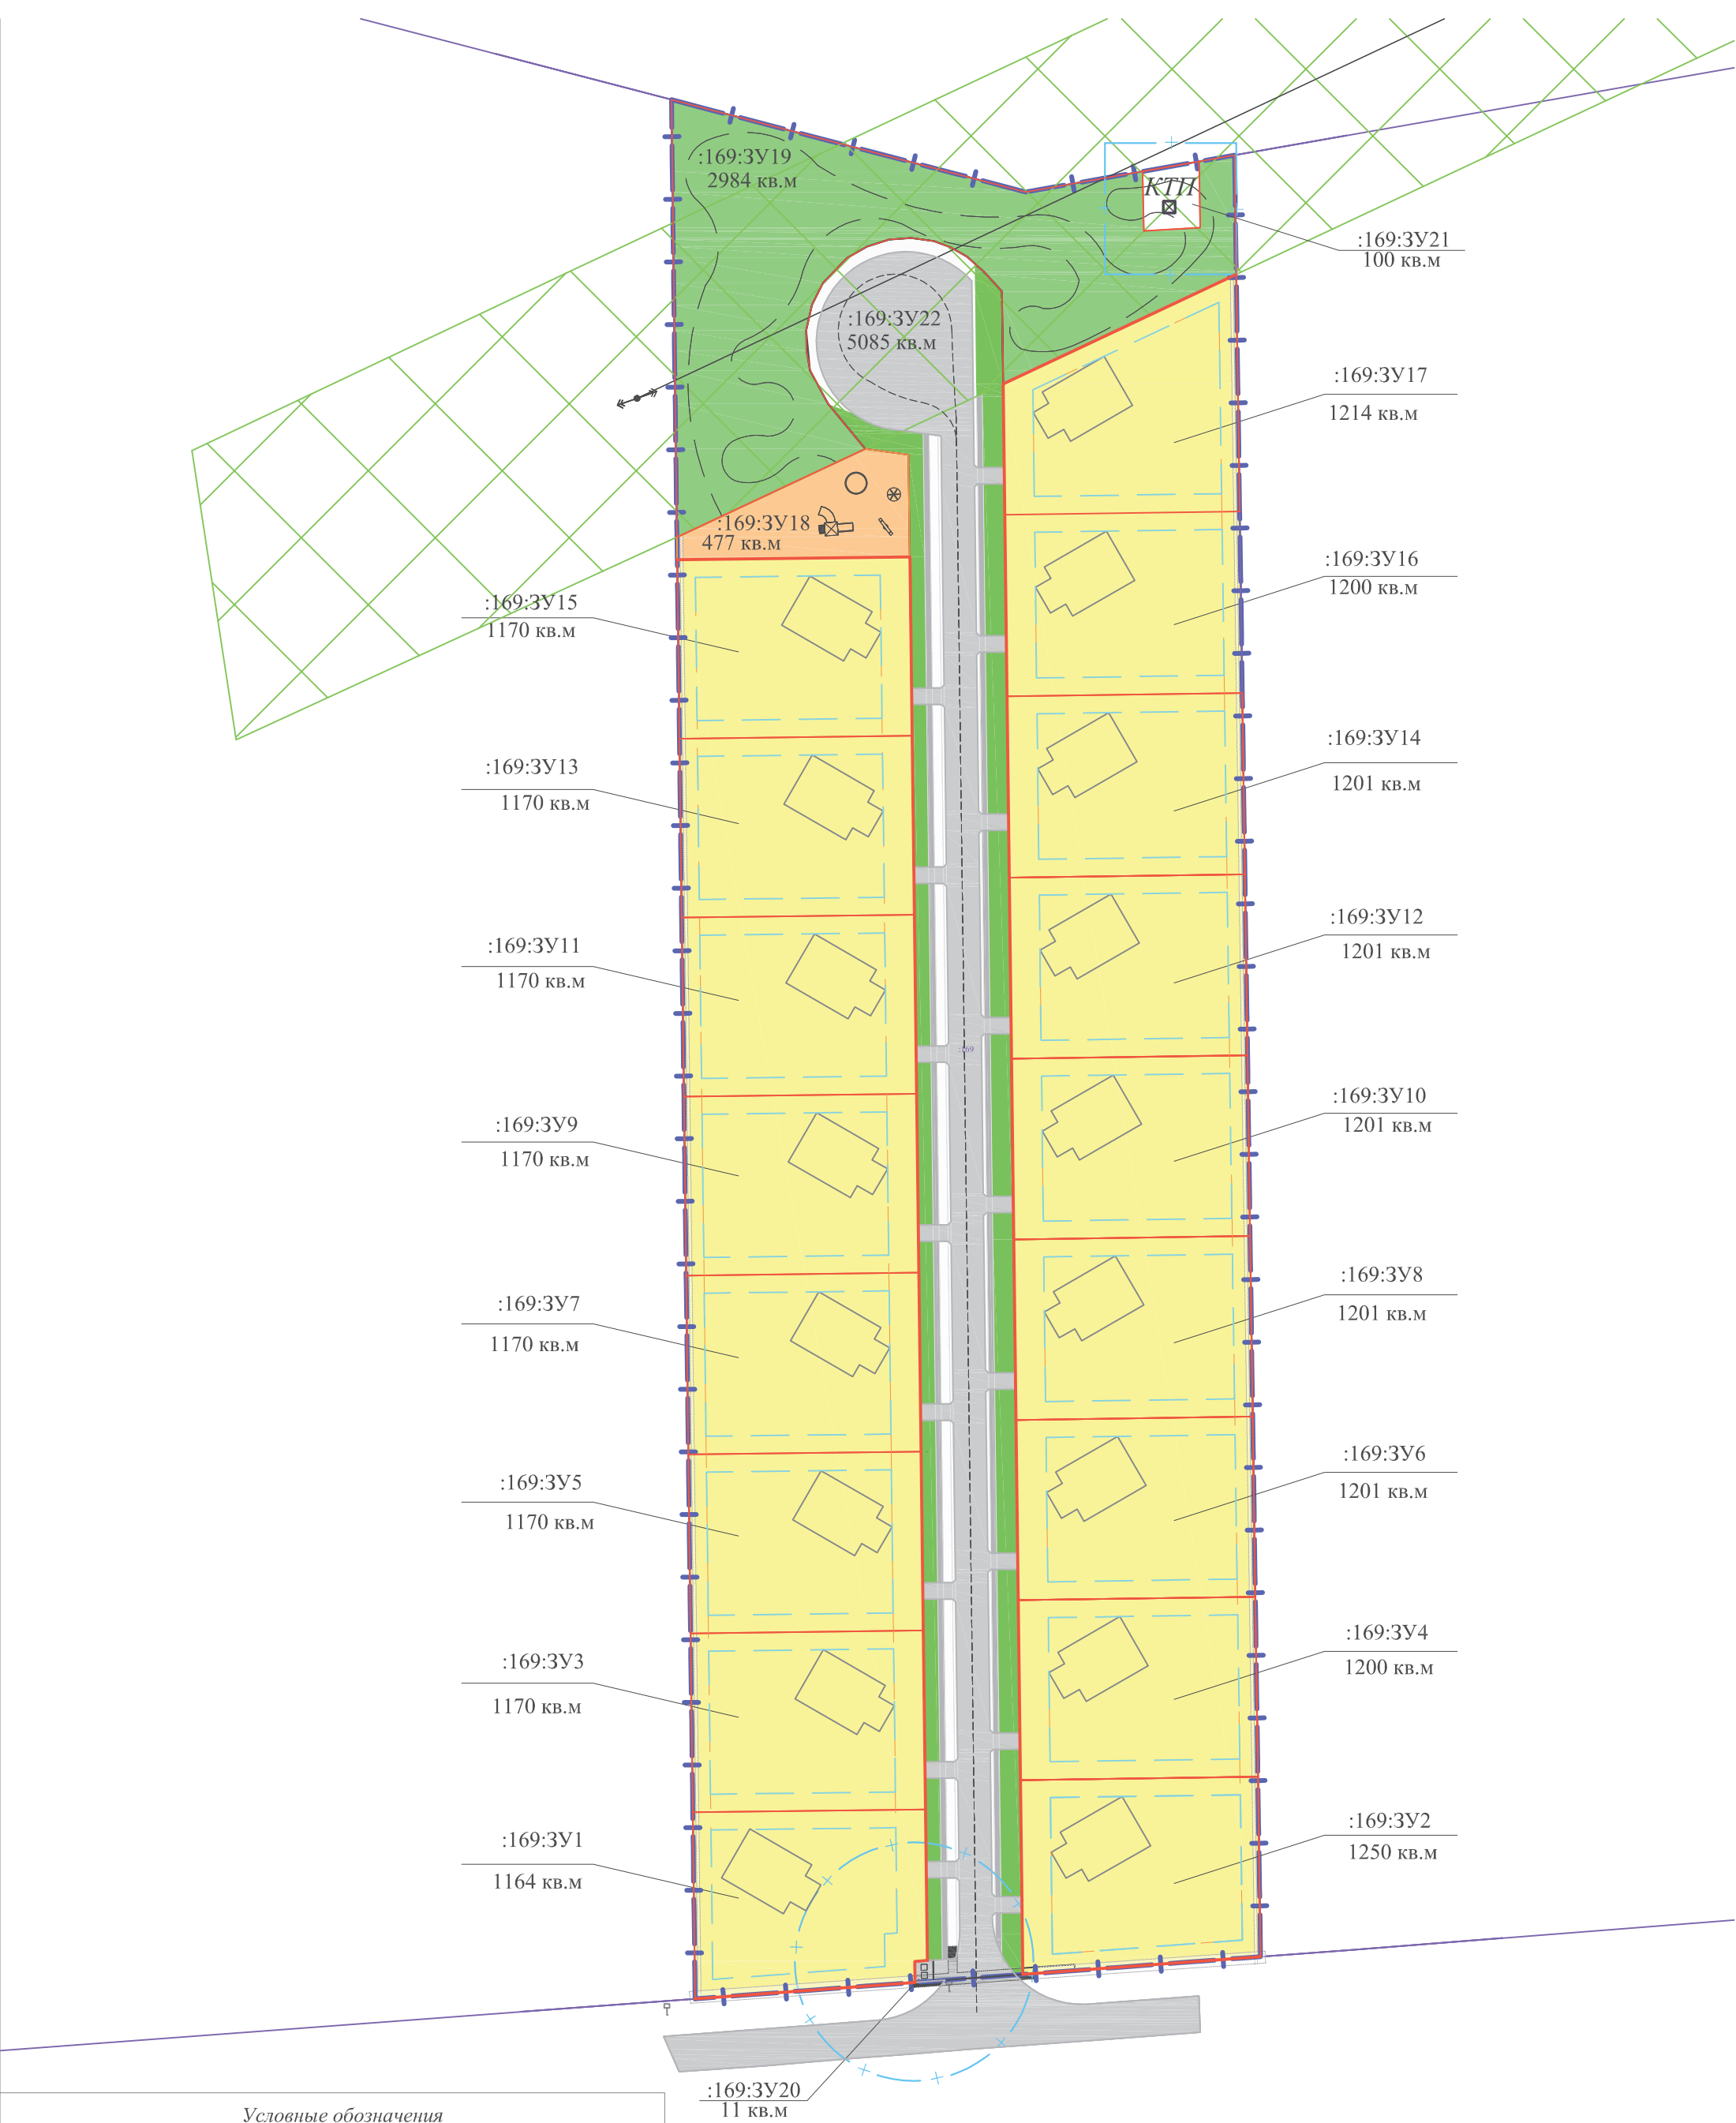 :169:ЗУ19
2984 кв.м
КТП
:169:ЗУ21
100 кв.м
:169:ЗУ22
5085 кв.м
:169:ЗУ17
1214 кв.м
:169:ЗУ18
477 кв.м
:169:ЗУ16
1200 кв.м
:169:ЗУ15
1170 кв.м
:169:ЗУ14
1201 кв.м
:169:ЗУ13
1170 кв.м
:169:ЗУ12
1201 кв.м
:169:ЗУ11
1170 кв.м
:169
:169:ЗУ10
1201 кв.м
:169:ЗУ9
1170 кв.м
:169:ЗУ8
1201 кв.м
:169:ЗУ7
1170 кв.м
:169:ЗУ6
1201 кв.м
:169:ЗУ5
1170 кв.м
:169:ЗУ4
1200 кв.м
:169:ЗУ3
1170 кв.м
:169:ЗУ2
1250 кв.м
:169:ЗУ1
1164 кв.м
:169:ЗУ20
11 кв.м
Условные обозначения